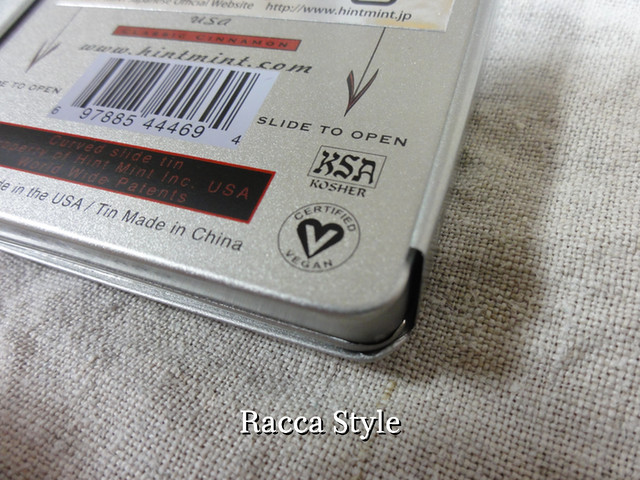 Official Website http://www.hintmint.jp
USA
CLASSIC CINNAMON
www.hintmint.com
E TO OPEN
6 97885 44469 4
SLIDE TO OPEN
KSA
KOSHER
Curved slide tin
of Hint Mint Inc. USA
World Wide Patents
de in the USA / Tin Made in China
CERTIFIED
VEGAN
Racca Style